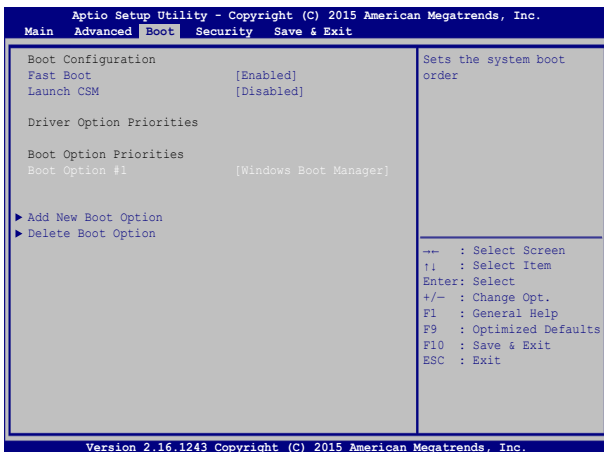 Aptio Setup Utility - Copyright (C) 2015 American Megatrends, Inc.
Main Advanced Boot Security Save & Exit
Boot Configuration
Fast Boot [Enabled]
Launch CSM [Disabled]
Driver Option Priorities
Boot Option Priorities
Boot Option #1 [Windows Boot Manager]
▶ Add New Boot Option
▶ Delete Boot Option
Sets the system boot
order
→← : Select Screen
↑↓ : Select Item
Enter: Select
+/— : Change Opt.
F1 : General Help
F9 : Optimized Defaults
F10 : Save & Exit
ESC : Exit
Version 2.16.1243 Copyright (C) 2015 American Megatrends, Inc.